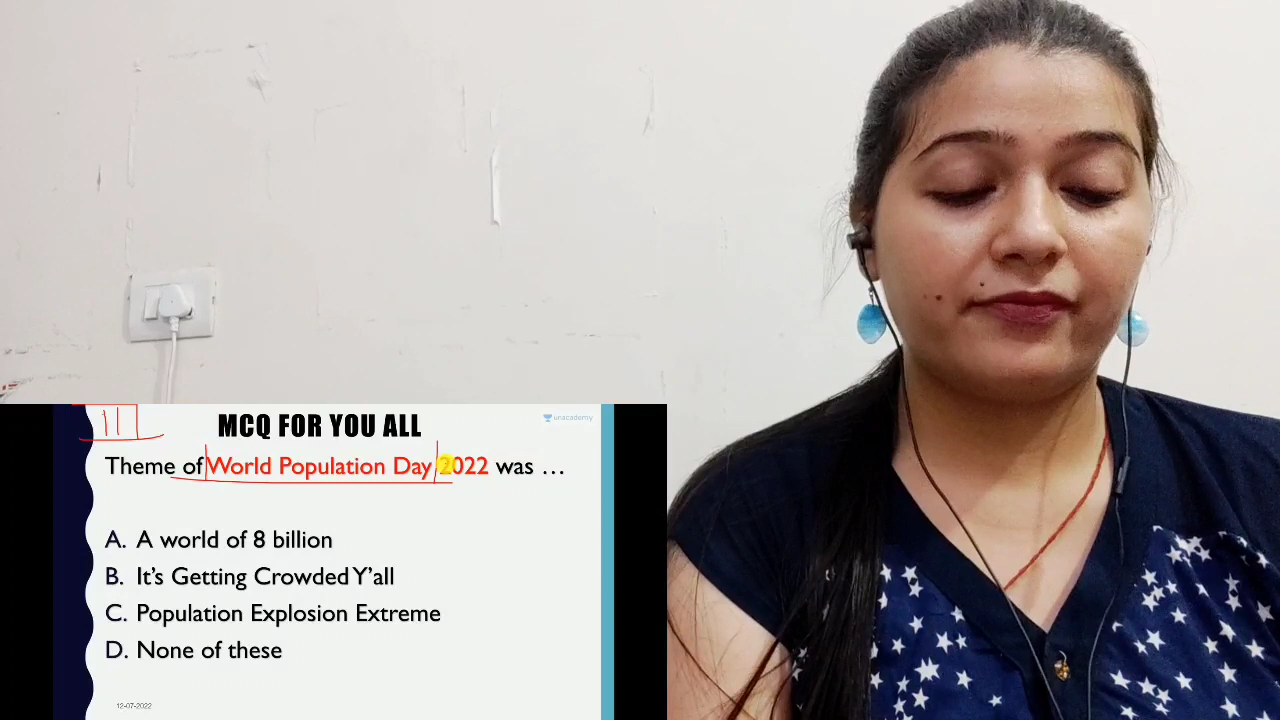 11
MCQ FOR YOU ALL
unacademy
Theme of World Population Day 2022 was …
A. A world of 8 billion
B. It's Getting Crowded Y'all
C. Population Explosion Extreme
D. None of these
12-07-2022